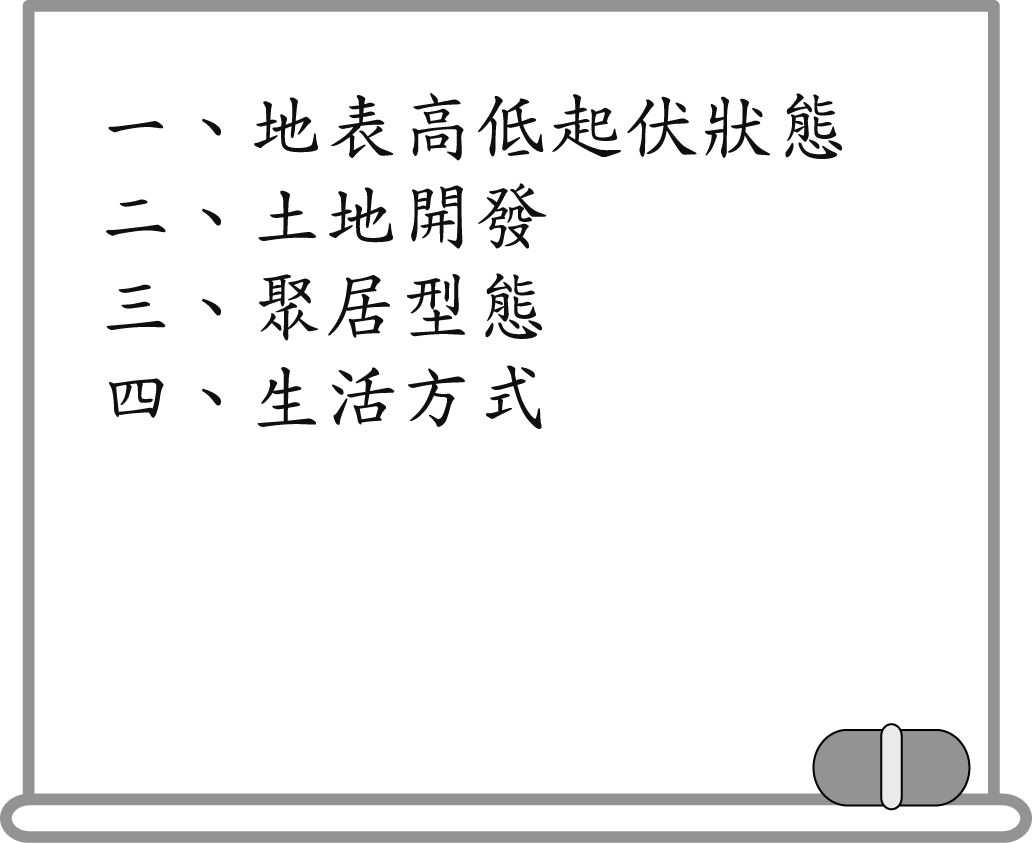 一、地表高低起伏狀態
二、土地開發
三、聚居型態
四、生活方式